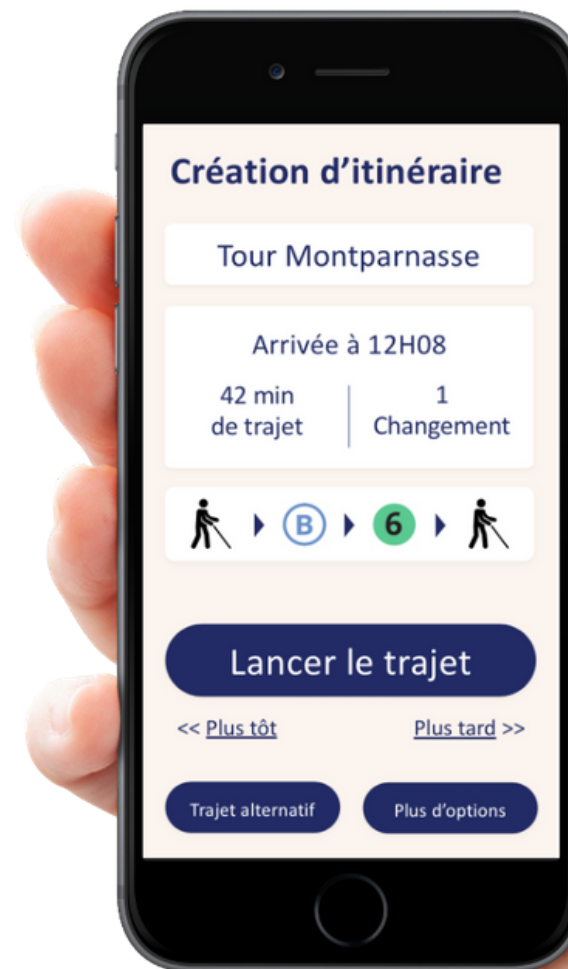 Création d'itinéraire
Tour Montparnasse
Arrivée à 12H08
42 min
de trajet
1
Changement
B
6
Lancer le trajet
<< Plus tôt
Plus tard >>
Trajet alternatif
Plus d'options